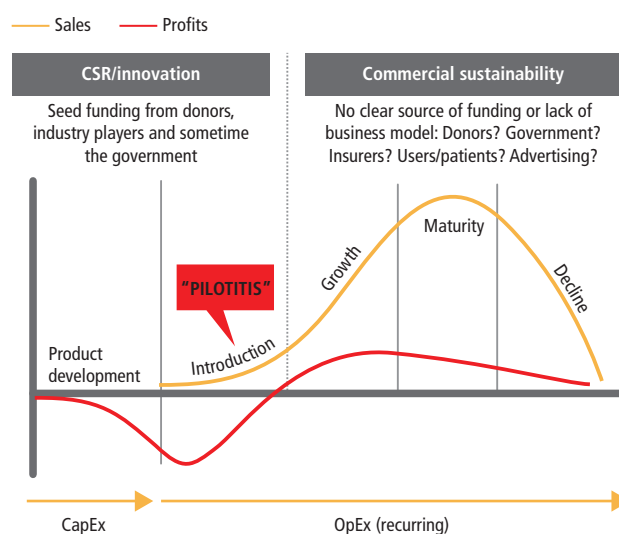 Sales Profits
CSR/innovation
Commercial sustainability
Seed funding from donors,
industry players and sometime
the government
No clear source of funding or lack of
business model: Donors? Government?
Insurers? Users/patients? Advertising?
Product
development
"PILOTITIS"
Introduction
Growth
Maturity
Decline
CapEx
OpEx (recurring)